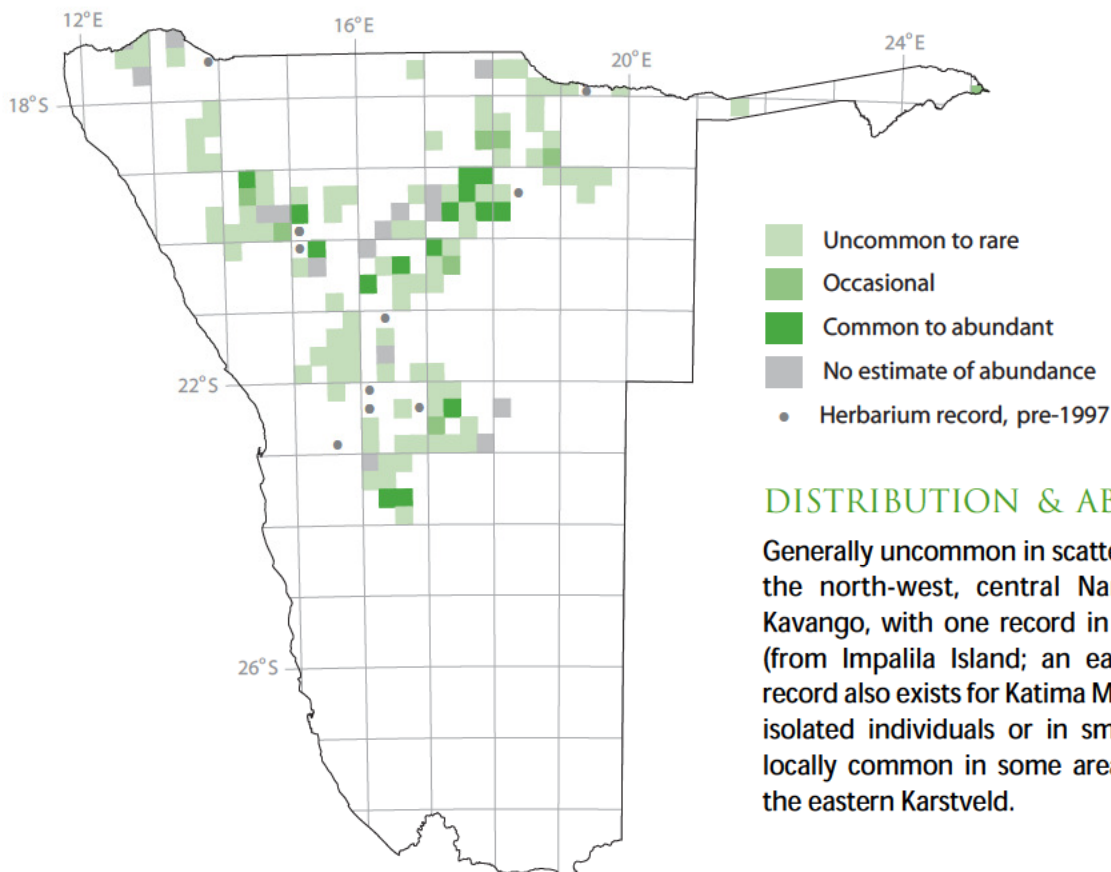 12°E
16°E
20°E
24°E
18°S
22°S
26°S
Uncommon to rare
Occasional
Common to abundant
No estimate of abundance
Herbarium record, pre-1997
DISTRIBUTION & AB
Generally uncommon in scatte
the north-west, central Na
Kavango, with one record in
(from Impalila Island; an ea
record also exists for Katima M
isolated individuals or in sm
locally common in some area
the eastern Karstveld.